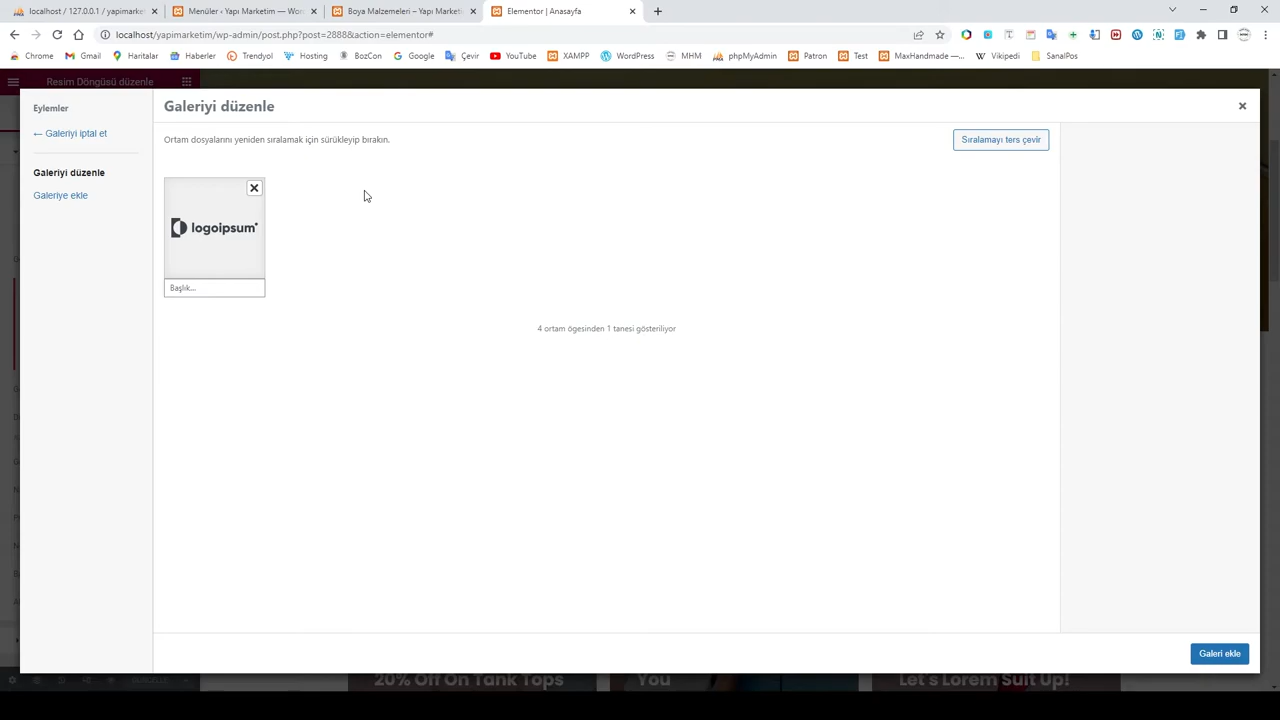 localhost / 127.0.0.1 / yapimarket
Menüler ‹ Yapı Marketim — Wor
Boya Malzemeleri – Yapı Marketi
Elementor | Anasayfa
localhost/yapimarketim/wp-admin/post.php?post=2888&action=elementor#
Chrome
Gmail
Haritalar
Haberler
Trendyol
Hosting
BozCon
Google
Çevir
YouTube
XAMPP
WordPress
MHM
phpMyAdmin
Patron
Test
MaxHandmade —...
Vikipedi
SanalPos
Resim Döngüsü düzenle
Eylemler
← Galeriyi iptal et
Galeriyi düzenle
Galeriye ekle
Galeriyi düzenle
Ortam dosyalarını yeniden sıralamak için sürükleyip bırakın.
Sıralamayı ters çevir
logoipsum
Başlık...
4 ortam ögesinden 1 tanesi gösteriliyor
Galeri ekle
20% Off On Tank Tops
You
Let's Lorem Suit Up!